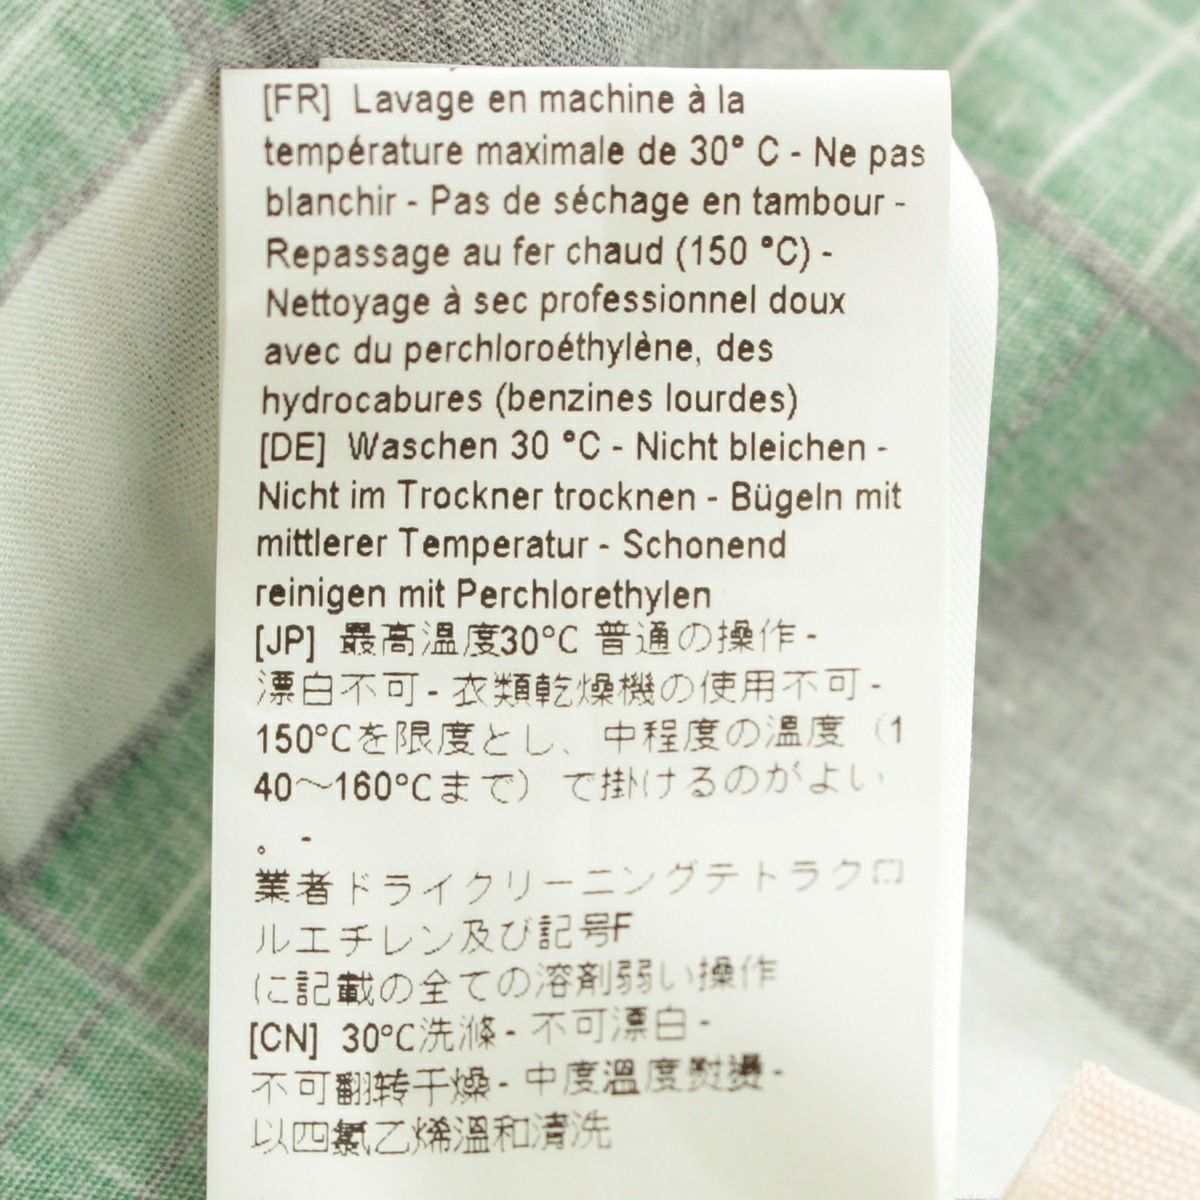 [FR] Lavage en machine à la
température maximale de 30° C - Ne pas
blanchir - Pas de séchage en tambour -
Repassage au fer chaud (150 °C) -
Nettoyage à sec professionnel doux
avec du perchloroéthylène, des
hydrocabures (benzines lourdes)
[DE] Waschen 30 °C - Nicht bleichen -
Nicht im Trockner trocknen - Bügeln mit
mittlerer Temperatur - Schonend
reinigen mit Perchlorethylen
[JP] 最高温度30°C 普通の操作 -
漂白不可 - 衣類乾燥機の使用不可 -
150°Cを限度とし、中程度の温度（1
40～160°Cまで）で掛けるのがよい
。 -
業者ドライクリーニングテトラクロ
ルエチレン及び記号F
に記載の全ての溶剤弱い操作
[CN] 30°C洗滌 - 不可漂白 -
不可翻转干燥 - 中度溫度熨燙 -
以四氯乙烯溫和清洗